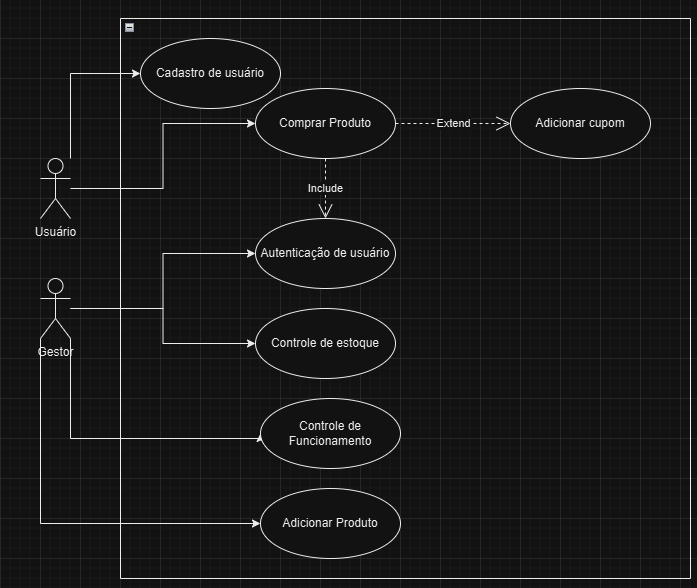 Cadastro de usuário
Comprar Produto
Extend
Adicionar cupom
Include
Usuário
Autenticação de usuário
Controle de estoque
Gestor
Controle de
Funcionamento
Adicionar Produto